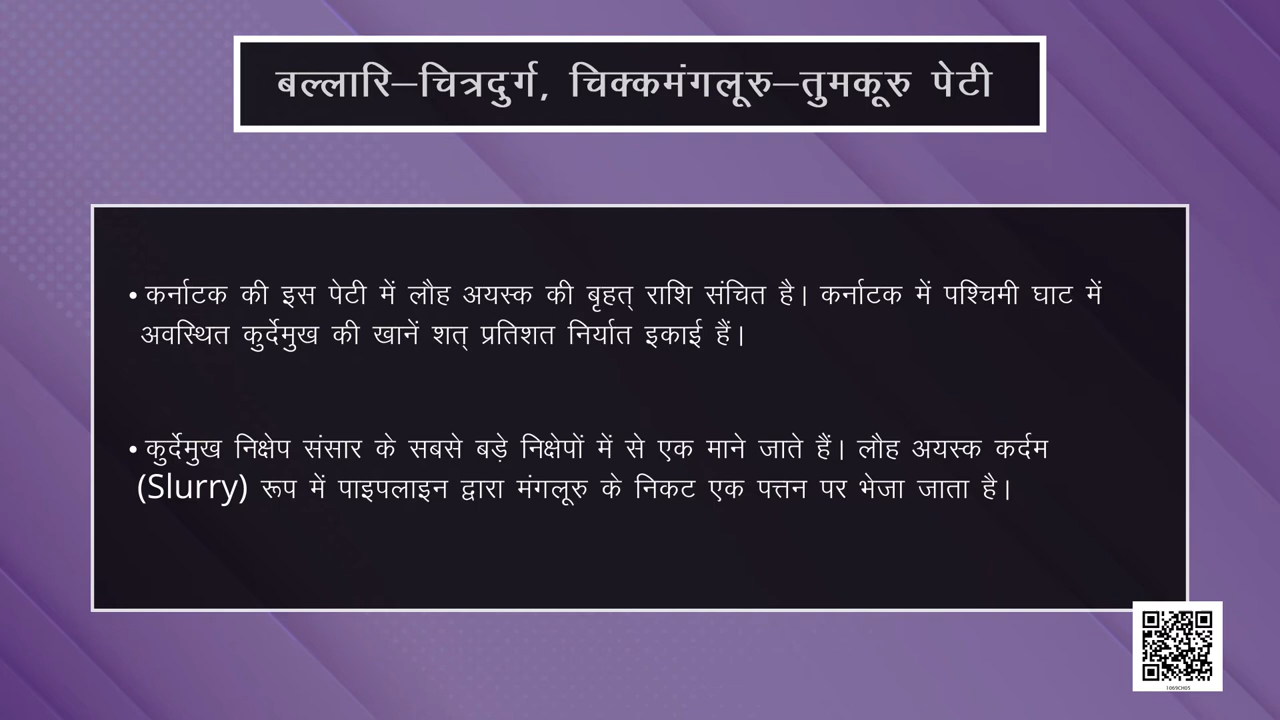 बल्लारि–चित्रदुर्ग, चिक्कमंगलूरु–तुमकूरु पेटी
• कर्नाटक की इस पेटी में लौह अयस्क की बृहत् राशि संचित है। कर्नाटक में पश्चिमी घाट में
अवस्थित कुर्देमुख की खानें शत् प्रतिशत निर्यात इकाई हैं।
• कुर्देमुख निक्षेप संसार के सबसे बड़े निक्षेपों में से एक माने जाते हैं। लौह अयस्क कर्दम
(Slurry) रूप में पाइपलाइन द्वारा मंगलूरु के निकट एक पत्तन पर भेजा जाता है।
1069CH05